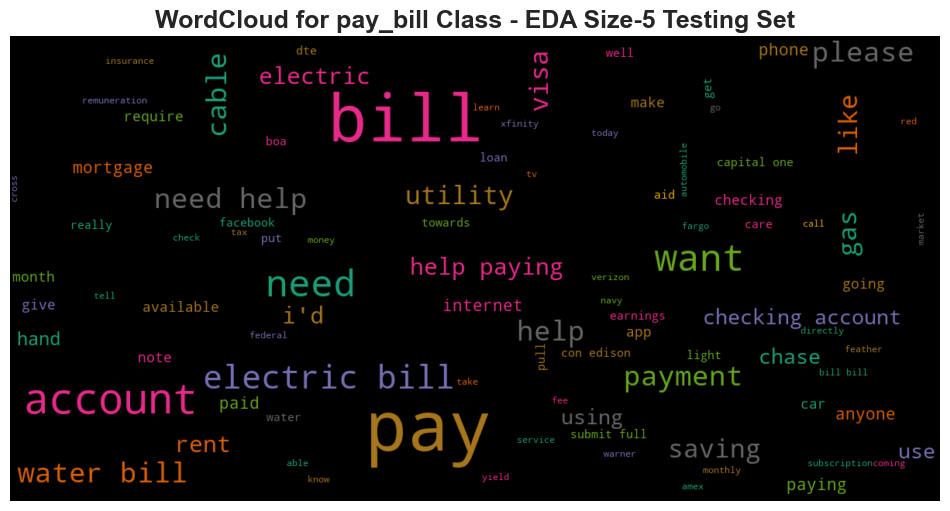 WordCloud for pay_bill Class - EDA Size-5 Testing Set
insurance
dte
well
phone
please
electric
cable
visa
remuneration
require
bill
learn
get
make
go
like
red
xfinity
today
boa
loan
mortgage
tv
automobile
capital one
cross
need help
utility
aid
checking
really
facebook
towards
fargo
care
call
gas
market
check
tax
put
money
month
need
help paying
want
verizon
tell
give
available
i'd
internet
navy
earnings
going
checking account
hand
federal
help
app
directly
note
pull
con edison
light
chase
feather
electric bill
take
payment
bill bill
account
paid
water
pay
fee
using
car
anyone
rent
service
submit full
saving
use
water bill
able
know
yield
warner
monthly
subscription
coming
amex
paying